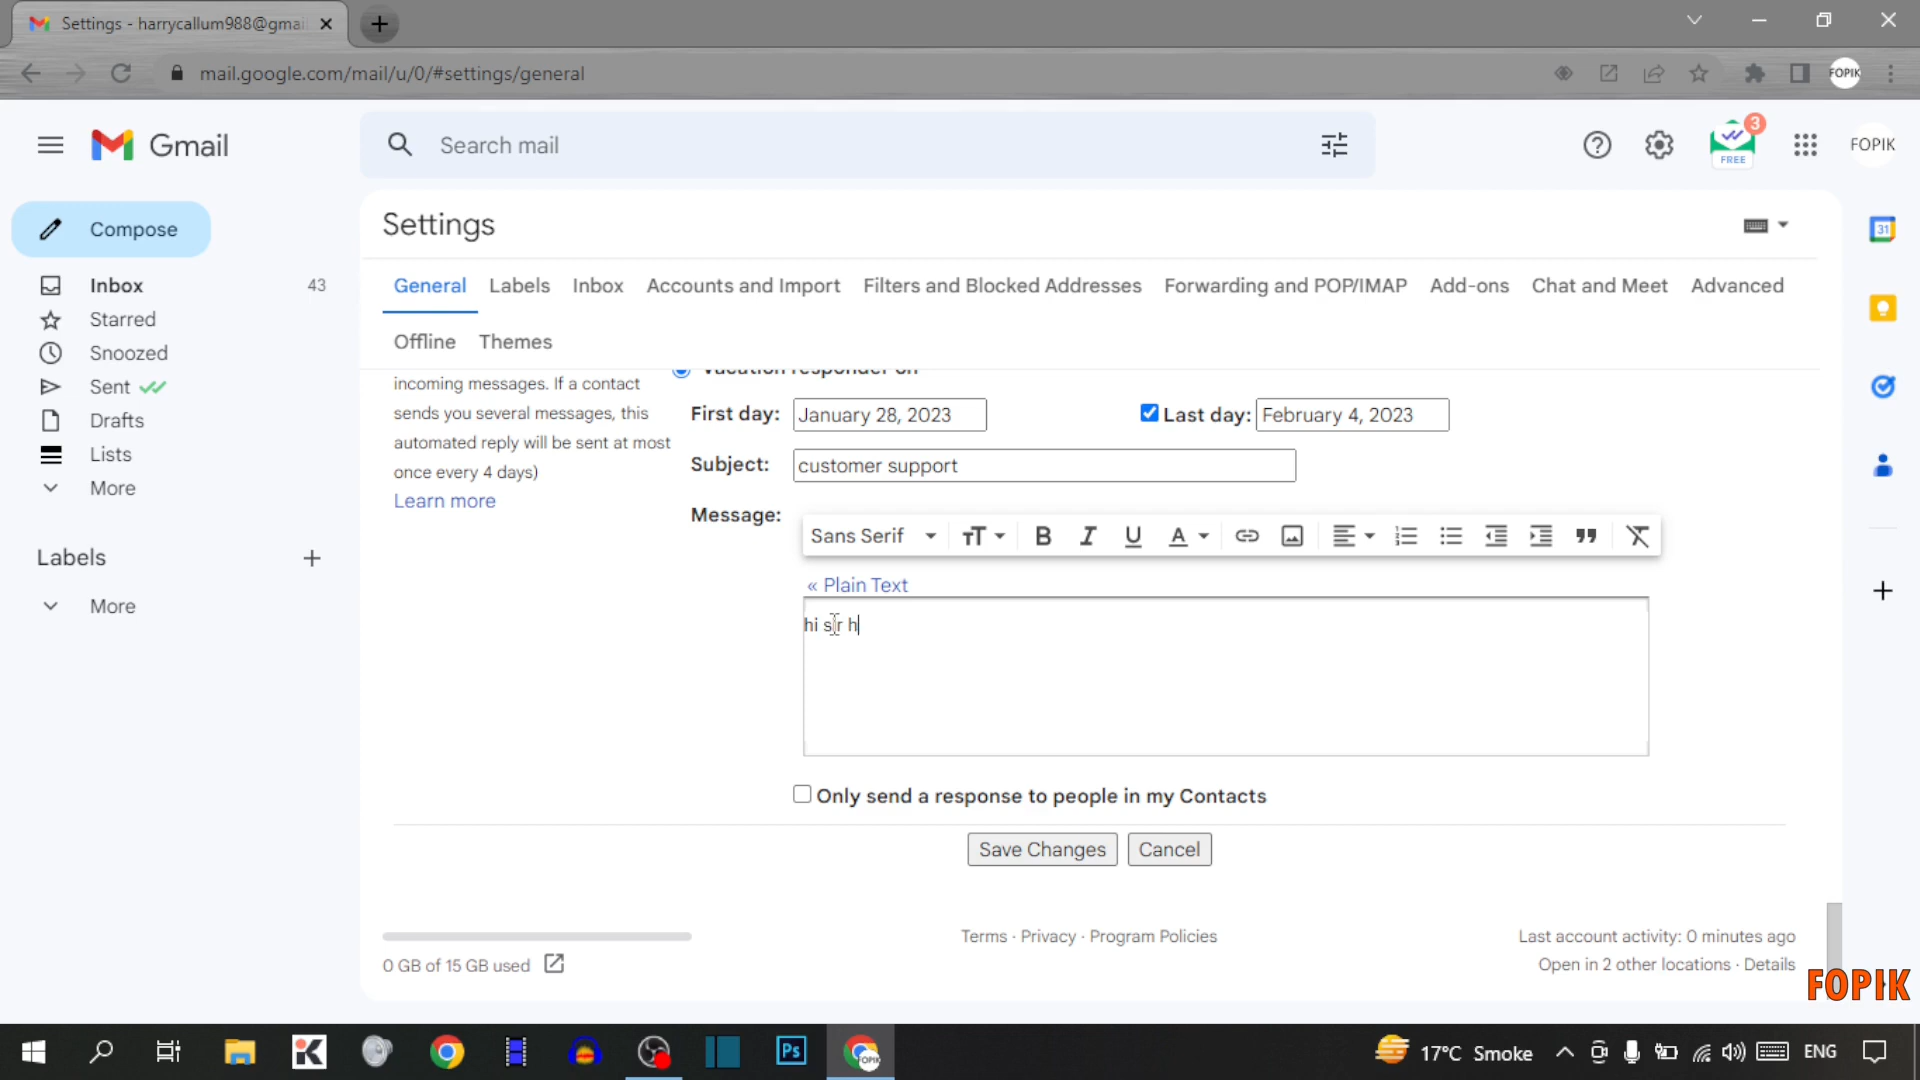 Settings - harrycallum988@gmai
mail.google.com/mail/u/0/#settings/general
FOPIK
Gmail
Search mail
3
FREE
FOPIK
Compose
Inbox 43
Starred
Snoozed
Sent
Drafts
Lists
More
Labels
More
Settings
General Labels Inbox Accounts and Import Filters and Blocked Addresses Forwarding and POP/IMAP Add-ons Chat and Meet Advanced
Offline Themes
incoming messages. If a contact
sends you several messages, this
automated reply will be sent at most
once every 4 days)
Learn more
Vacation responder on
First day: January 28, 2023 Last day: February 4, 2023
Subject: customer support
Message:
Sans Serif
« Plain Text
hi sir h
Only send a response to people in my Contacts
Save Changes Cancel
0 GB of 15 GB used
Terms · Privacy · Program Policies
Last account activity: 0 minutes ago
Open in 2 other locations · Details
31
FOPIK
Ps
FOPIK
17°C Smoke
ENG